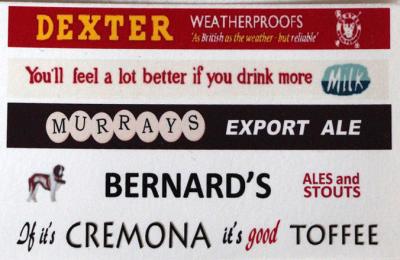 DEXTER WEATHERPROOFS
'As British as the weather - but reliable'
You'll feel a lot better if you drink more Milk
MURRAYS EXPORT ALE
BERNARD'S ALES and STOUTS
If it's CREMONA it's good TOFFEE